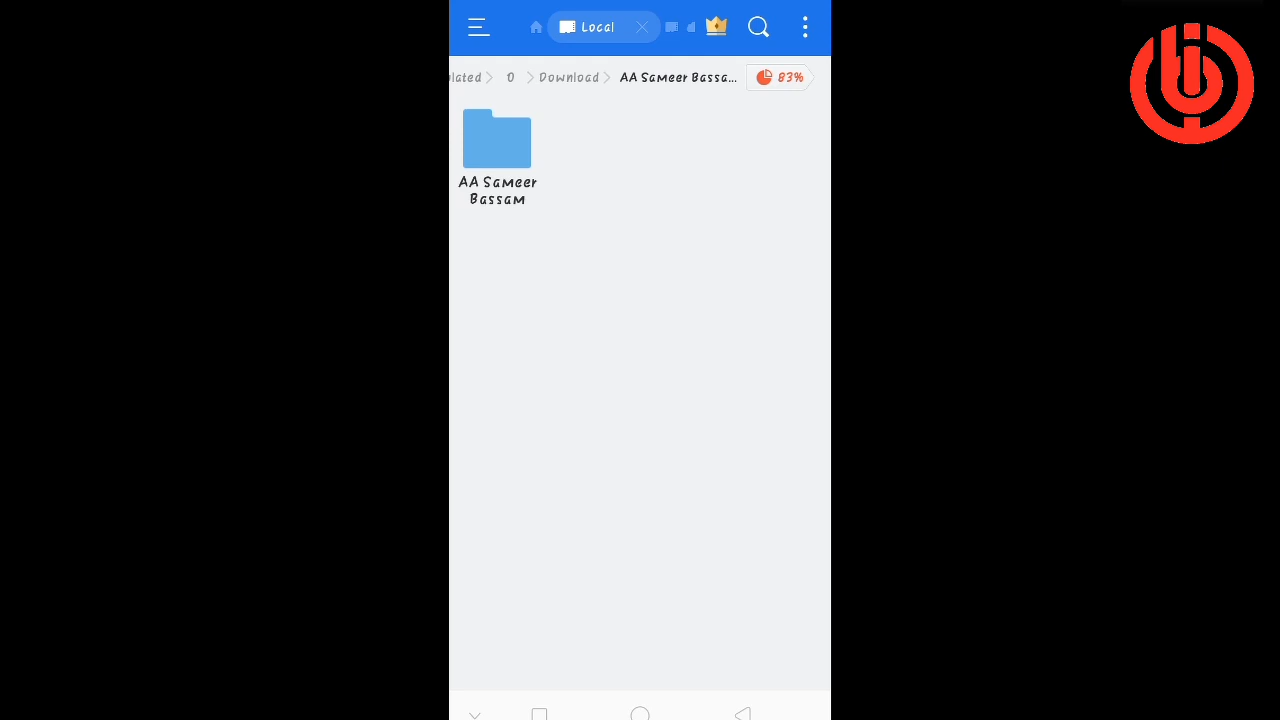 Local
lated
0
Download
AA Sameer Bassa...
83%
AA Sameer
Bassam